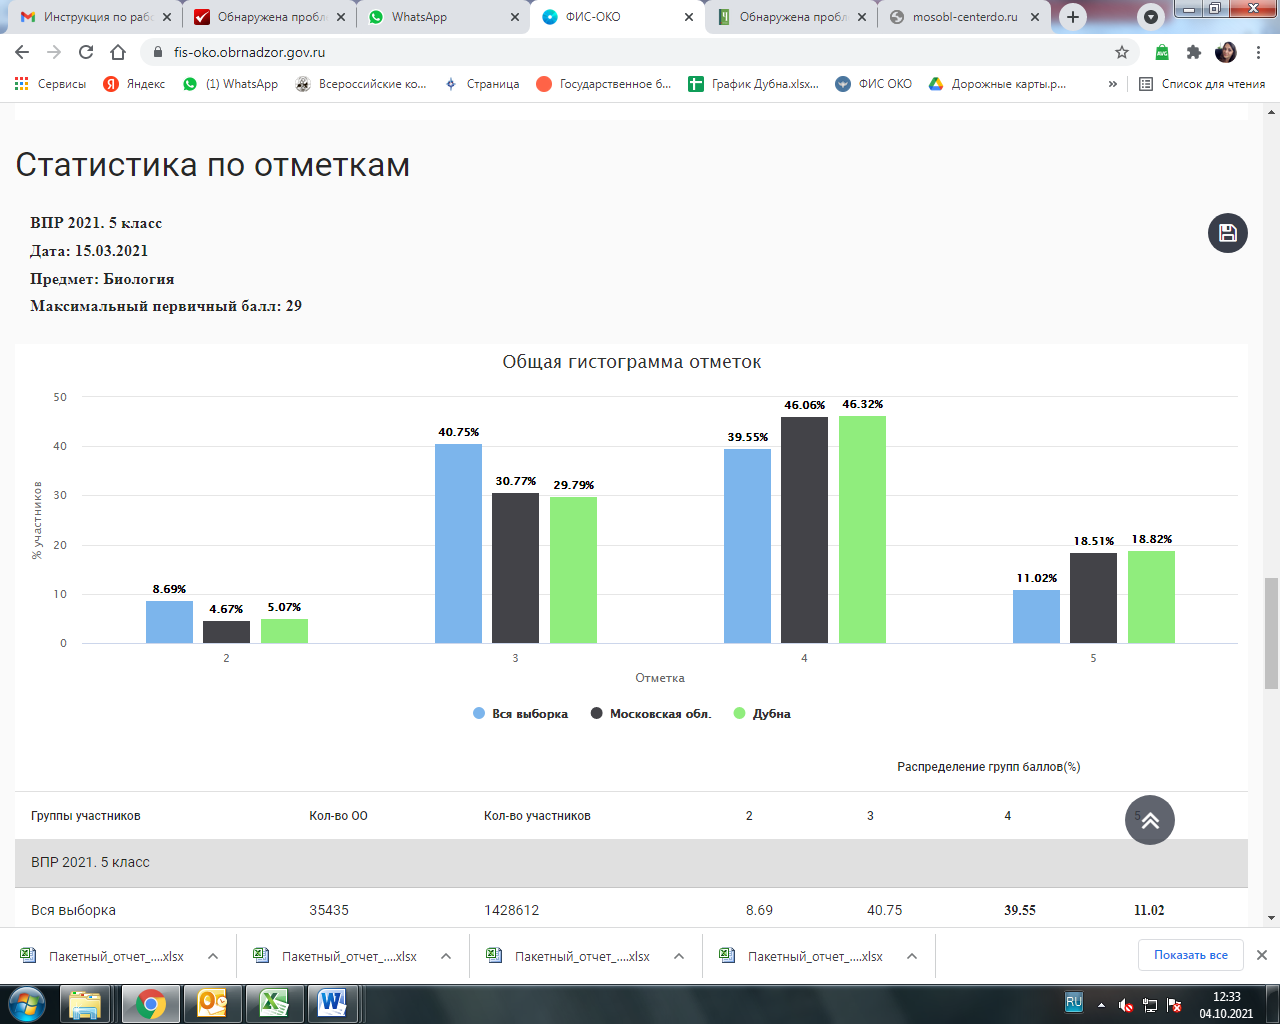 Инструкция по раб
Обнаружена пробл
WhatsApp
ФИС-ОКО
Обнаружена пробл
mosobl-centerdo.ru
fis-oko.obrnadzor.gov.ru
Сервисы
Яндекс
(1) WhatsApp
Всероссийские ко...
Страница
Государственное б...
График Дубна.xlsx...
ФИС ОКО
Дорожные карты.р...
»
Список для чтения
Статистика по отметкам
ВПР 2021. 5 класс
Дата: 15.03.2021
Предмет: Биология
Максимальный первичный балл: 29
Общая гистограмма отметок
50
40
30
20
10
0
% участников
8.69%
4.67%
5.07%
40.75%
30.77%
29.79%
39.55%
46.06%
46.32%
11.02%
18.51%
18.82%
2
3
4
5
Отметка
Вся выборка
Московская обл.
Дубна
Распределение групп баллов(%)
Группы участников Кол-во ОО Кол-во участников 2 3 4 5
ВПР 2021. 5 класс
Вся выборка 35435 1428612 8.69 40.75 39.55 11.02
Пакетный_отчет_....xlsx
Пакетный_отчет_....xlsx
Пакетный_отчет_....xlsx
Пакетный_отчет_....xlsx
Показать все
RU
12:33
04.10.2021